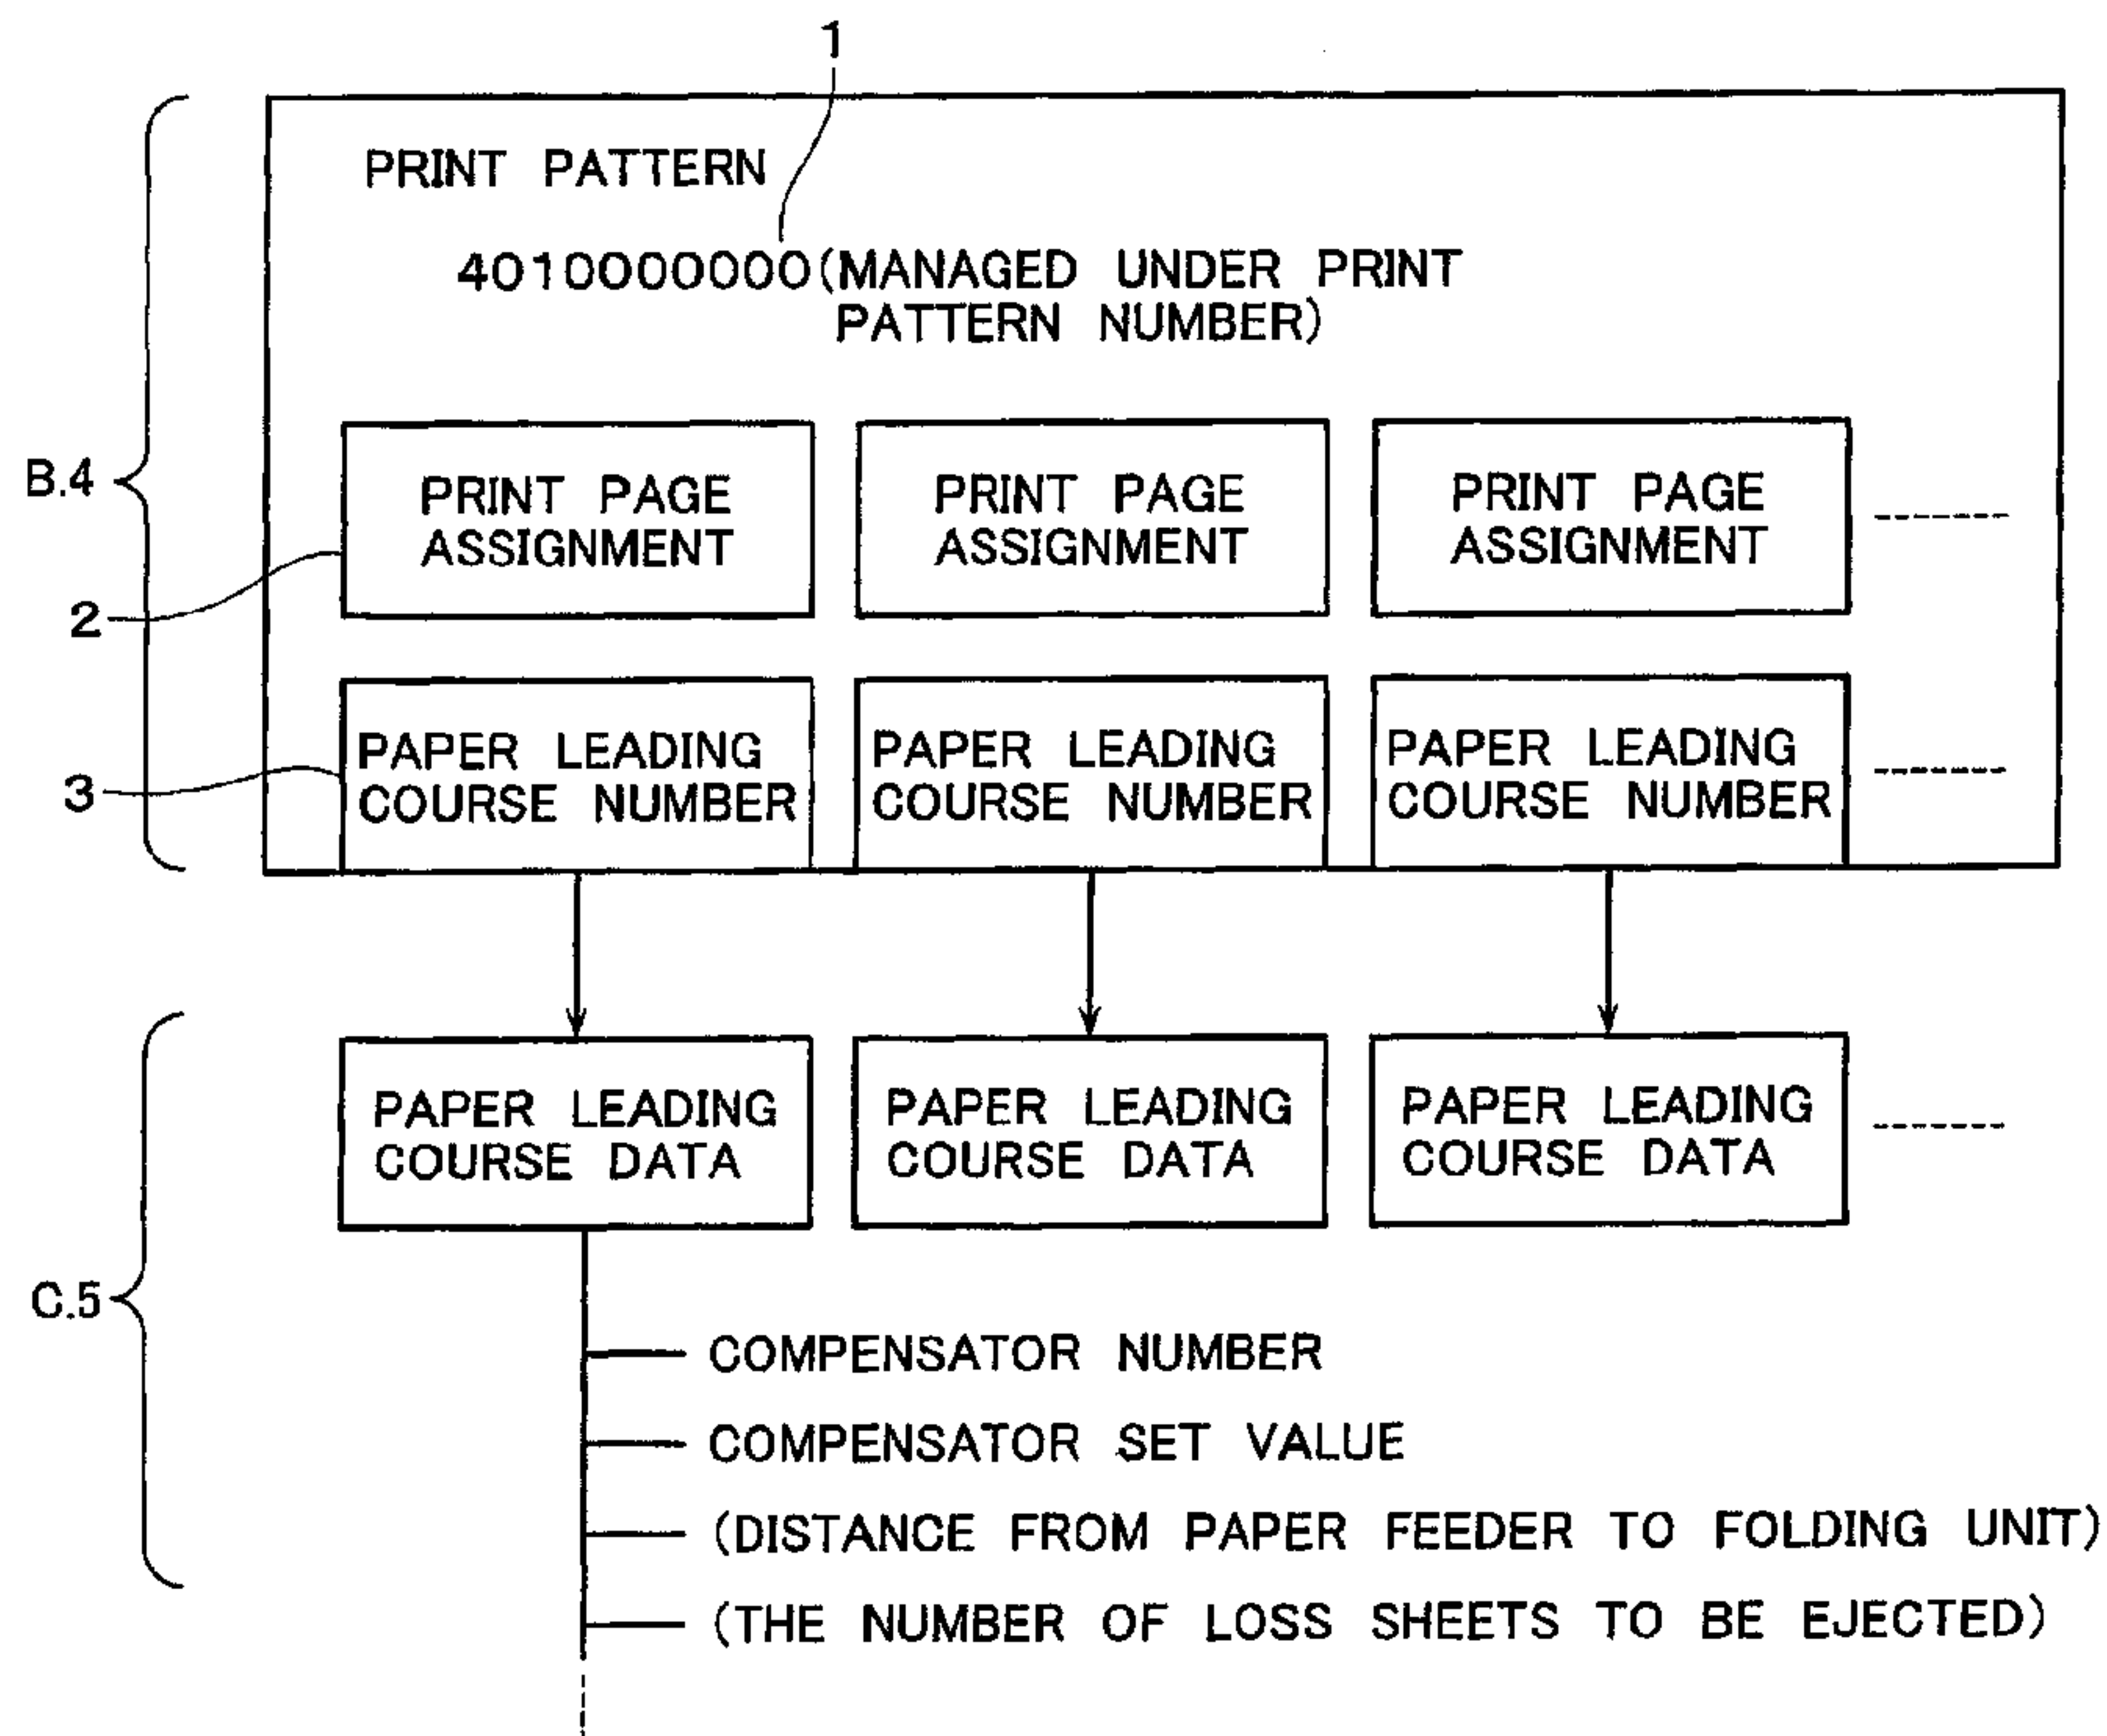 1
PRINT PATTERN
4010000000(MANAGED UNDER PRINT
PATTERN NUMBER)
B.4
PRINT PAGE
ASSIGNMENT
PRINT PAGE
ASSIGNMENT
PRINT PAGE
ASSIGNMENT
2
PAPER LEADING
COURSE NUMBER
PAPER LEADING
COURSE NUMBER
PAPER LEADING
COURSE NUMBER
3
PAPER LEADING
COURSE DATA
PAPER LEADING
COURSE DATA
PAPER LEADING
COURSE DATA
C.5
COMPENSATOR NUMBER
COMPENSATOR SET VALUE
(DISTANCE FROM PAPER FEEDER TO FOLDING UNIT)
(THE NUMBER OF LOSS SHEETS TO BE EJECTED)